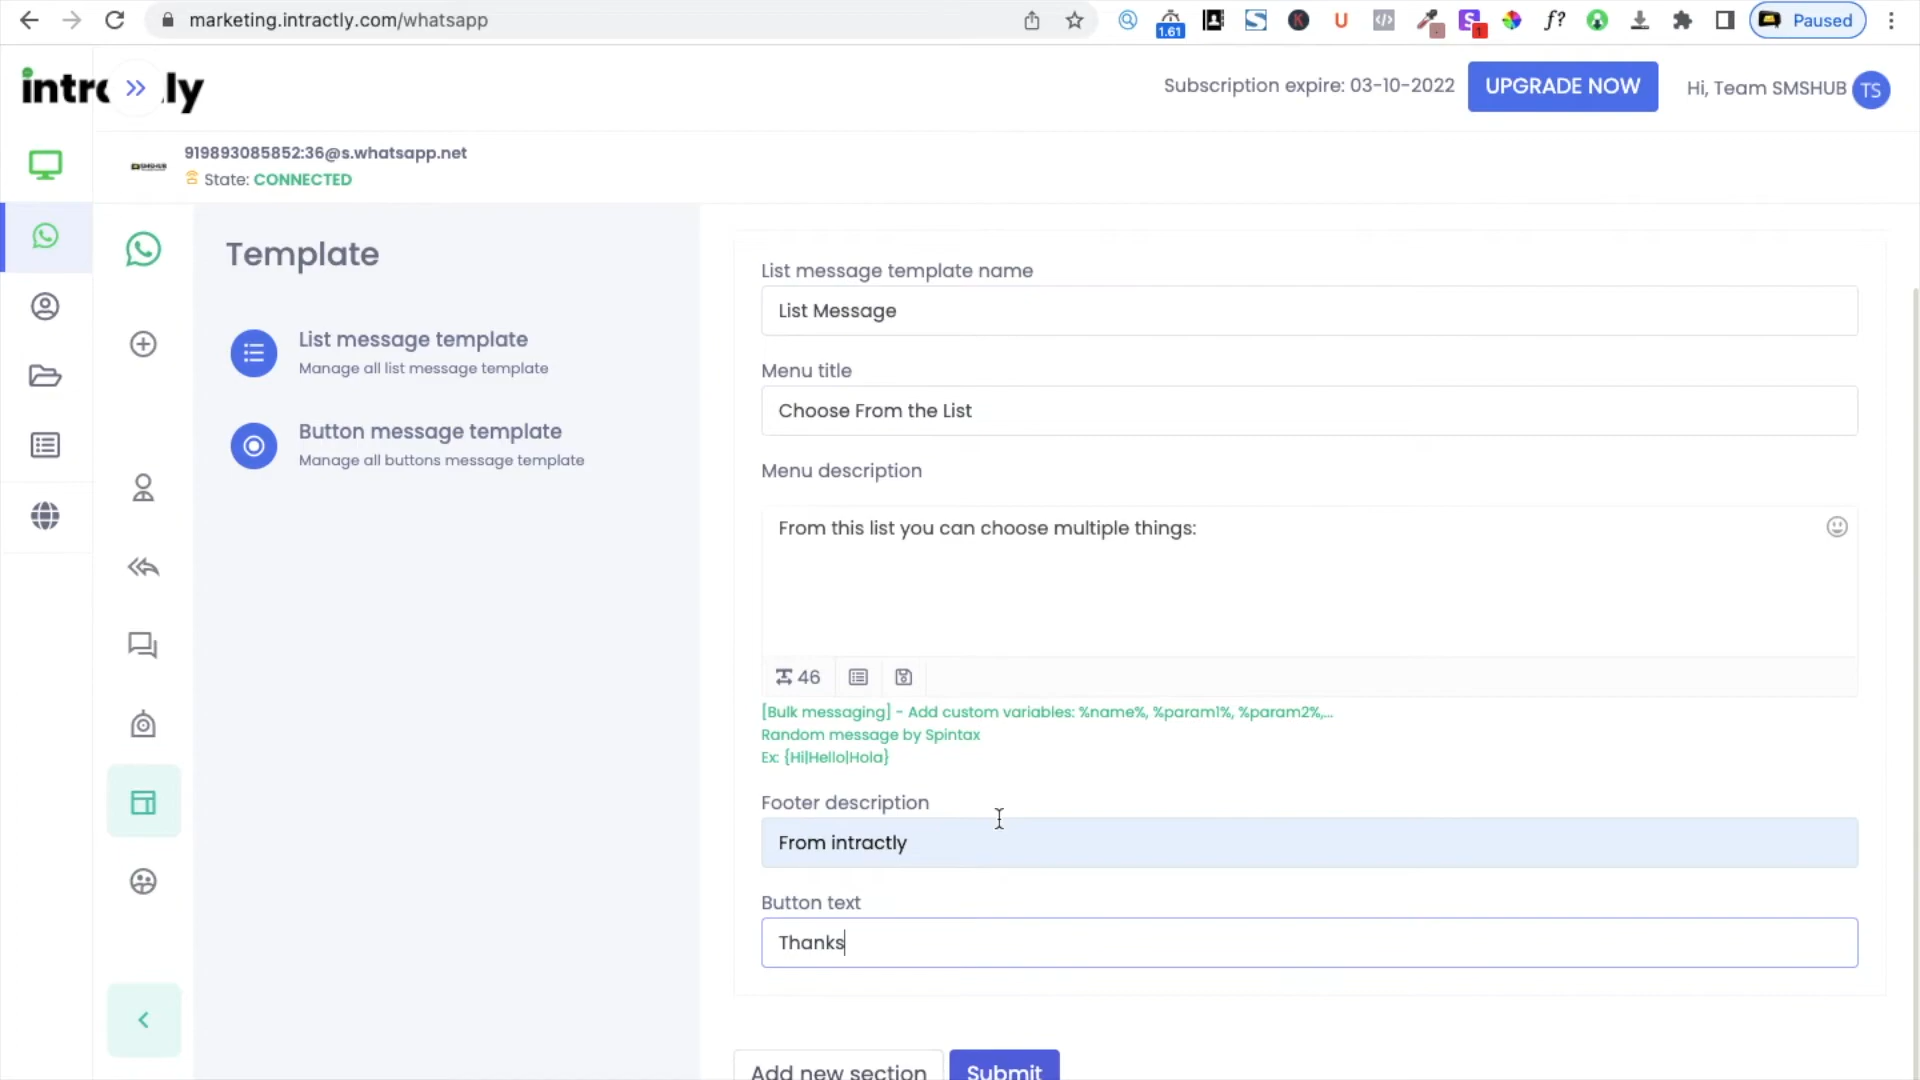 marketing.intractly.com/whatsapp
1.61
K
U
S
1
f?
Paused
intr ly
Subscription expire: 03-10-2022
UPGRADE NOW
Hi, Team SMSHUB
TS
SMSHUB
919893085852:36@s.whatsapp.net
State: CONNECTED
Template
List message template
Manage all list message template
Button message template
Manage all buttons message template
List message template name
List Message
Menu title
Choose From the List
Menu description
From this list you can choose multiple things:
46
[Bulk messaging] - Add custom variables: %name%, %param1%, %param2%,...
Random message by Spintax
Ex: {Hi|Hello|Hola}
Footer description
From intractly
Button text
Thanks
Add new section
Submit